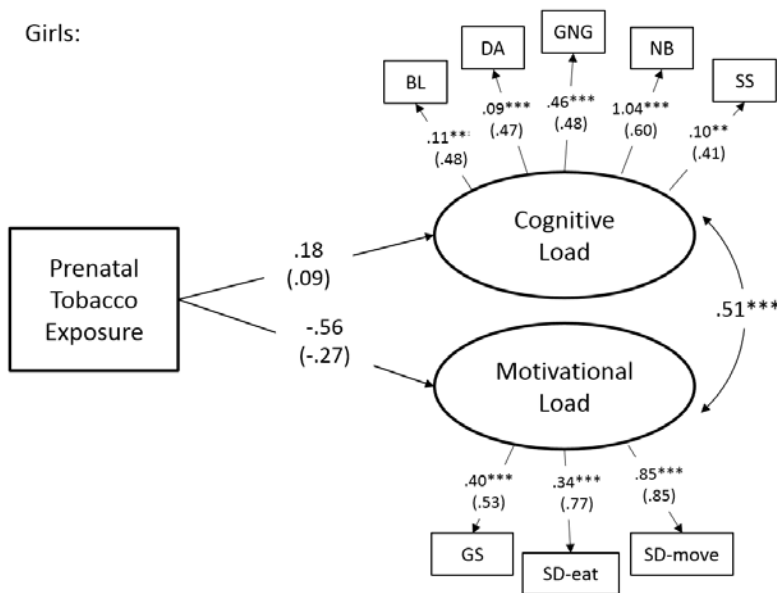 Girls:
GNG
DA
NB
BL
SS
.11**
(.48)
.09***
(.47)
.46***
(.48)
1.04***
(.60)
.10**
(.41)
Cognitive
Load
Prenatal
Tobacco
Exposure
.18
(.09)
-.56
(-.27)
.51***
Motivational
Load
.40***
(.53)
.34***
(.77)
.85***
(.85)
GS
SD-eat
SD-move